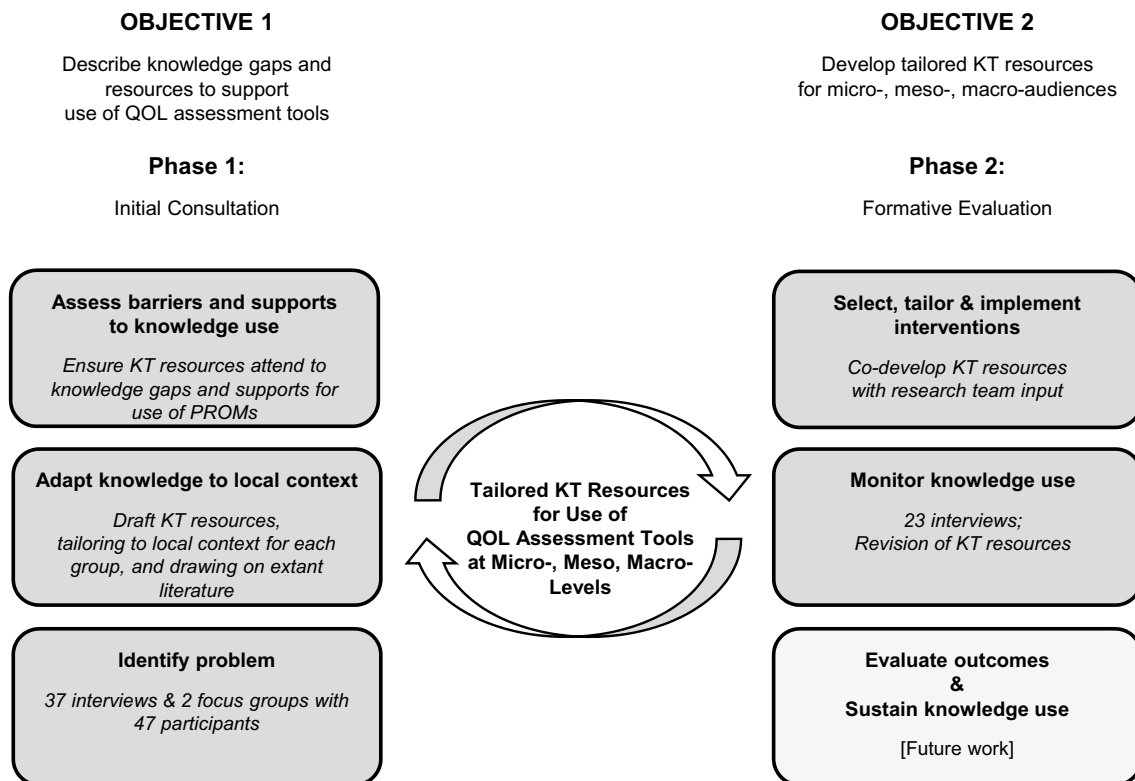 OBJECTIVE 1
Describe knowledge gaps and
resources to support
use of QOL assessment tools
Phase 1:
Initial Consultation
Assess barriers and supports
to knowledge use
Ensure KT resources attend to
knowledge gaps and supports for
use of PROMs
Adapt knowledge to local context
Draft KT resources,
tailoring to local context for each
group, and drawing on extant
literature
Identify problem
37 interviews & 2 focus groups with
47 participants
Tailored KT Resources
for Use of
QOL Assessment Tools
at Micro-, Meso, Macro-
Levels
OBJECTIVE 2
Develop tailored KT resources
for micro-, meso-, macro-audiences
Phase 2:
Formative Evaluation
Select, tailor & implement
interventions
Co-develop KT resources
with research team input
Monitor knowledge use
23 interviews;
Revision of KT resources
Evaluate outcomes
&
Sustain knowledge use
[Future work]